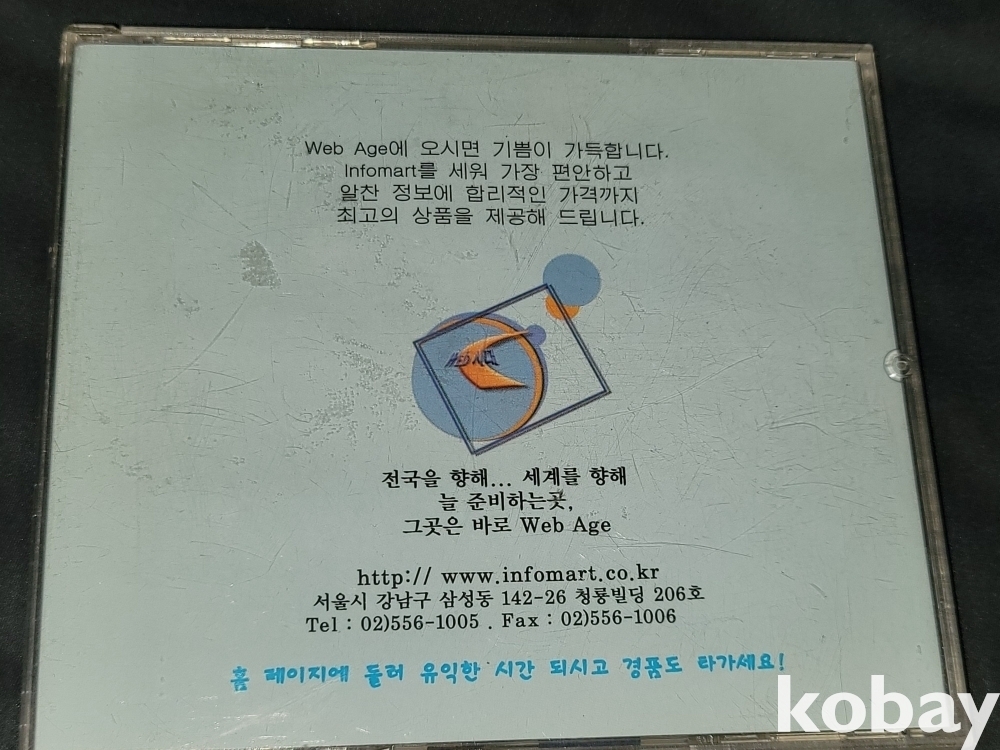 Web Age에 오시면 기쁨이 가득합니다.
Infomart를 세워 가장 편안하고
알찬 정보에 합리적인 가격까지
최고의 상품을 제공해 드립니다.
WEB시대
전국을 향해... 세계를 향해
늘 준비하는곳,
그곳은 바로 Web Age
http:// www.infomart.co.kr
서울시 강남구 삼성동 142-26 청룡빌딩 206호
Tel : 02)556-1005 . Fax : 02)556-1006
홈 페이지에 들러 유익한 시간 되시고 경품도 타가세요!
kobay